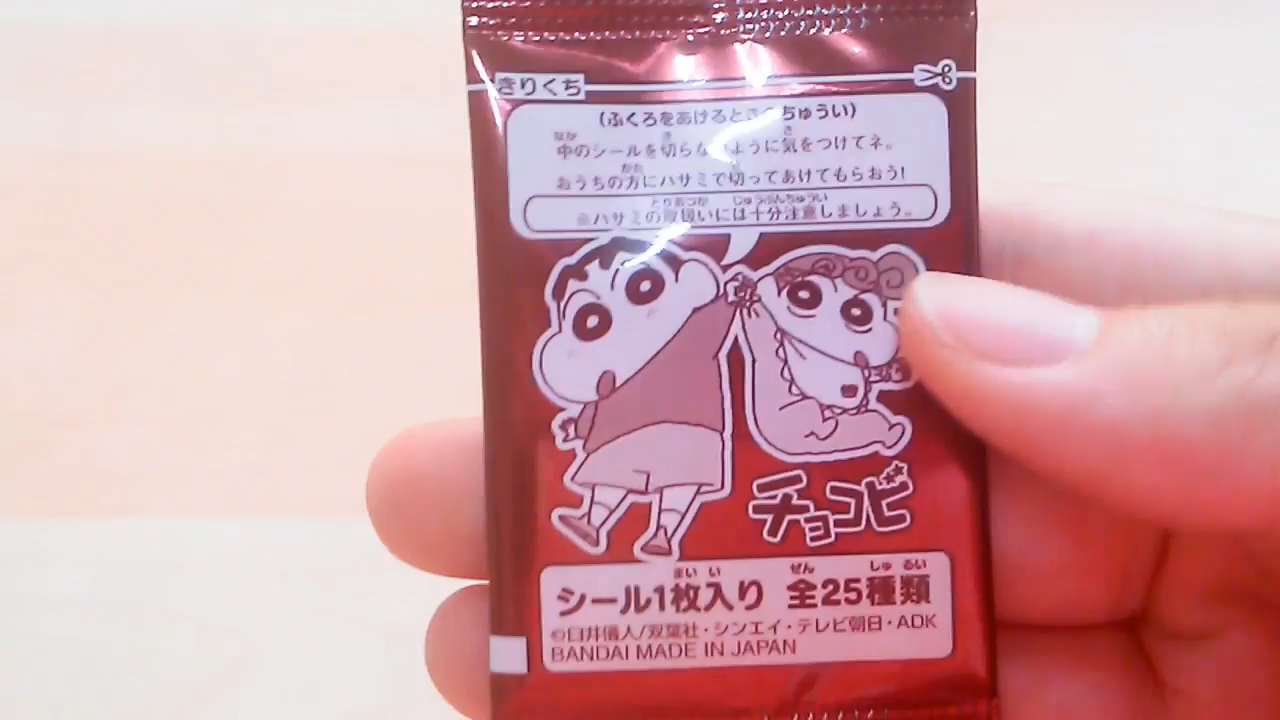 きりくち
(ふくろをあけるときのちゅうい)
中のシールを切らないように気をつけてネ。
おうちの方にハサミで切ってあけてもらおう!
※ハサミの取扱いには十分注意しましょう。
チョコビ
シール1枚入り 全25種類
©臼井儀人/双葉社・シンエイ・テレビ朝日・ADK
BANDAI MADE IN JAPAN